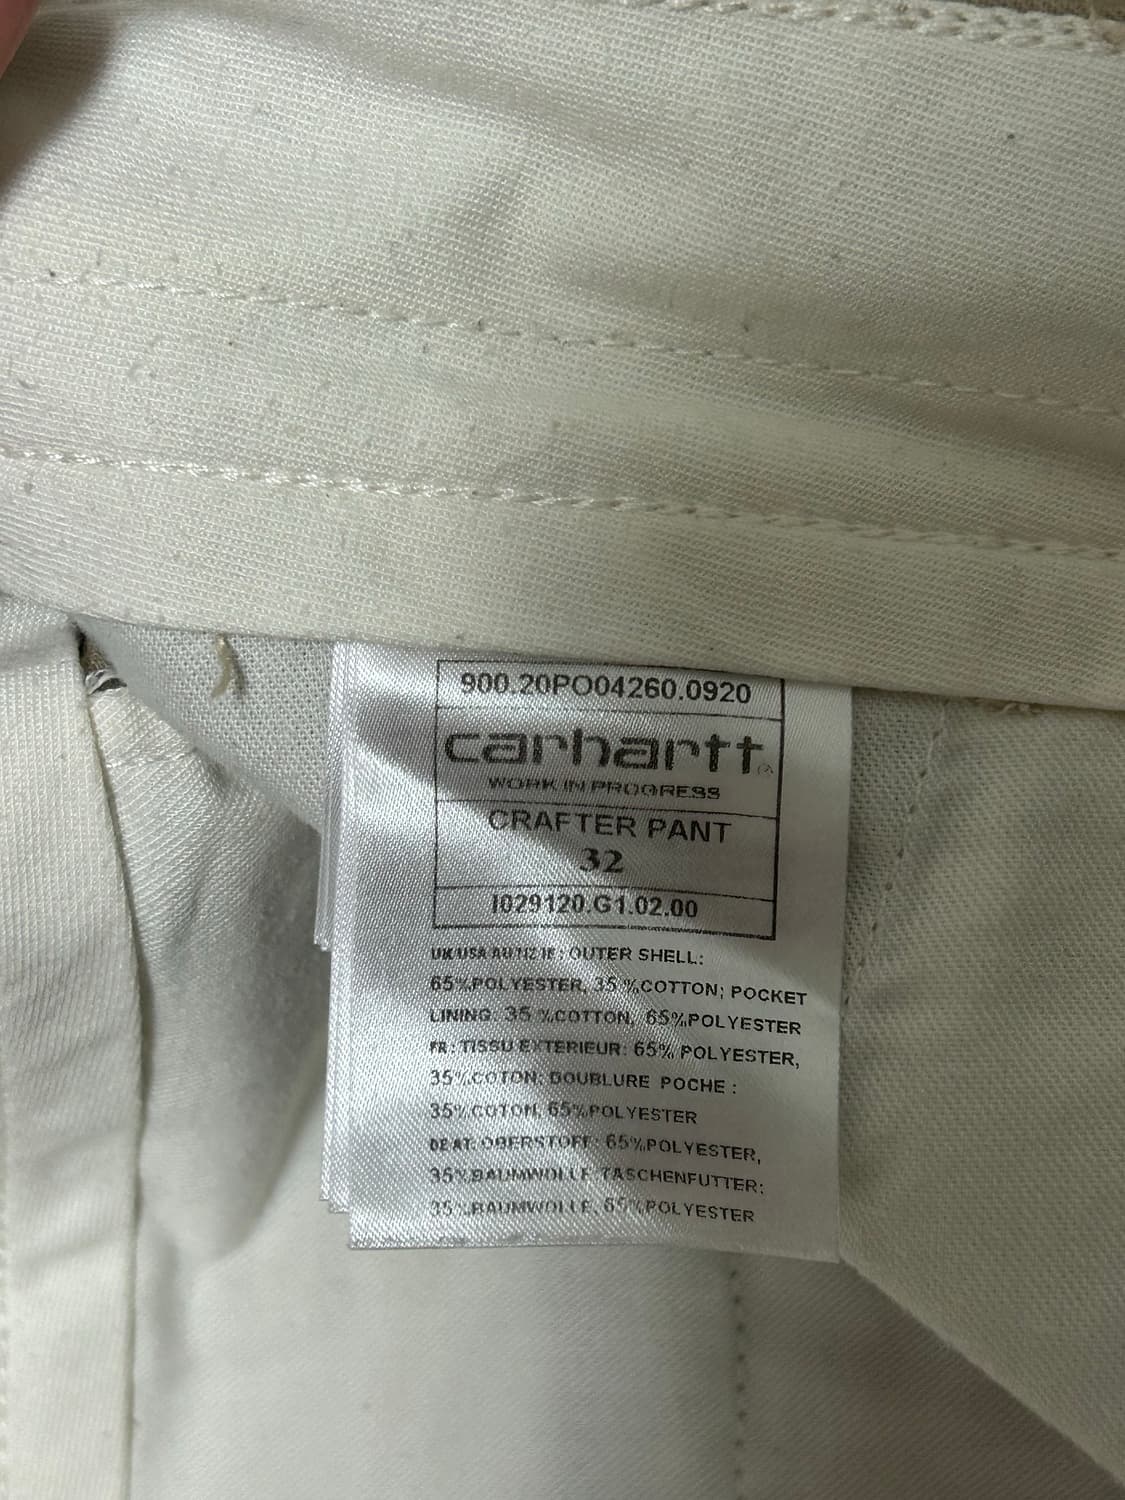 900.20PO04260.0920
carhartt
WORK IN PROGRESS
CRAFTER PANT
32
I029120.G1.02.00
UK USA AU NZ IE: OUTER SHELL:
65%POLYESTER, 35 %COTTON; POCKET
LINING: 35 %COTTON, 65%POLYESTER
FR: TISSU EXTERIEUR: 65% POLYESTER,
35%COTON; DOUBLURE POCHE :
35%COTON, 65%POLYESTER
DE AT: OBERSTOFF: 65%POLYESTER,
35%BAUMWOLLE TASCHENFUTTER:
35%BAUMWOLLE, 65%POLYESTER